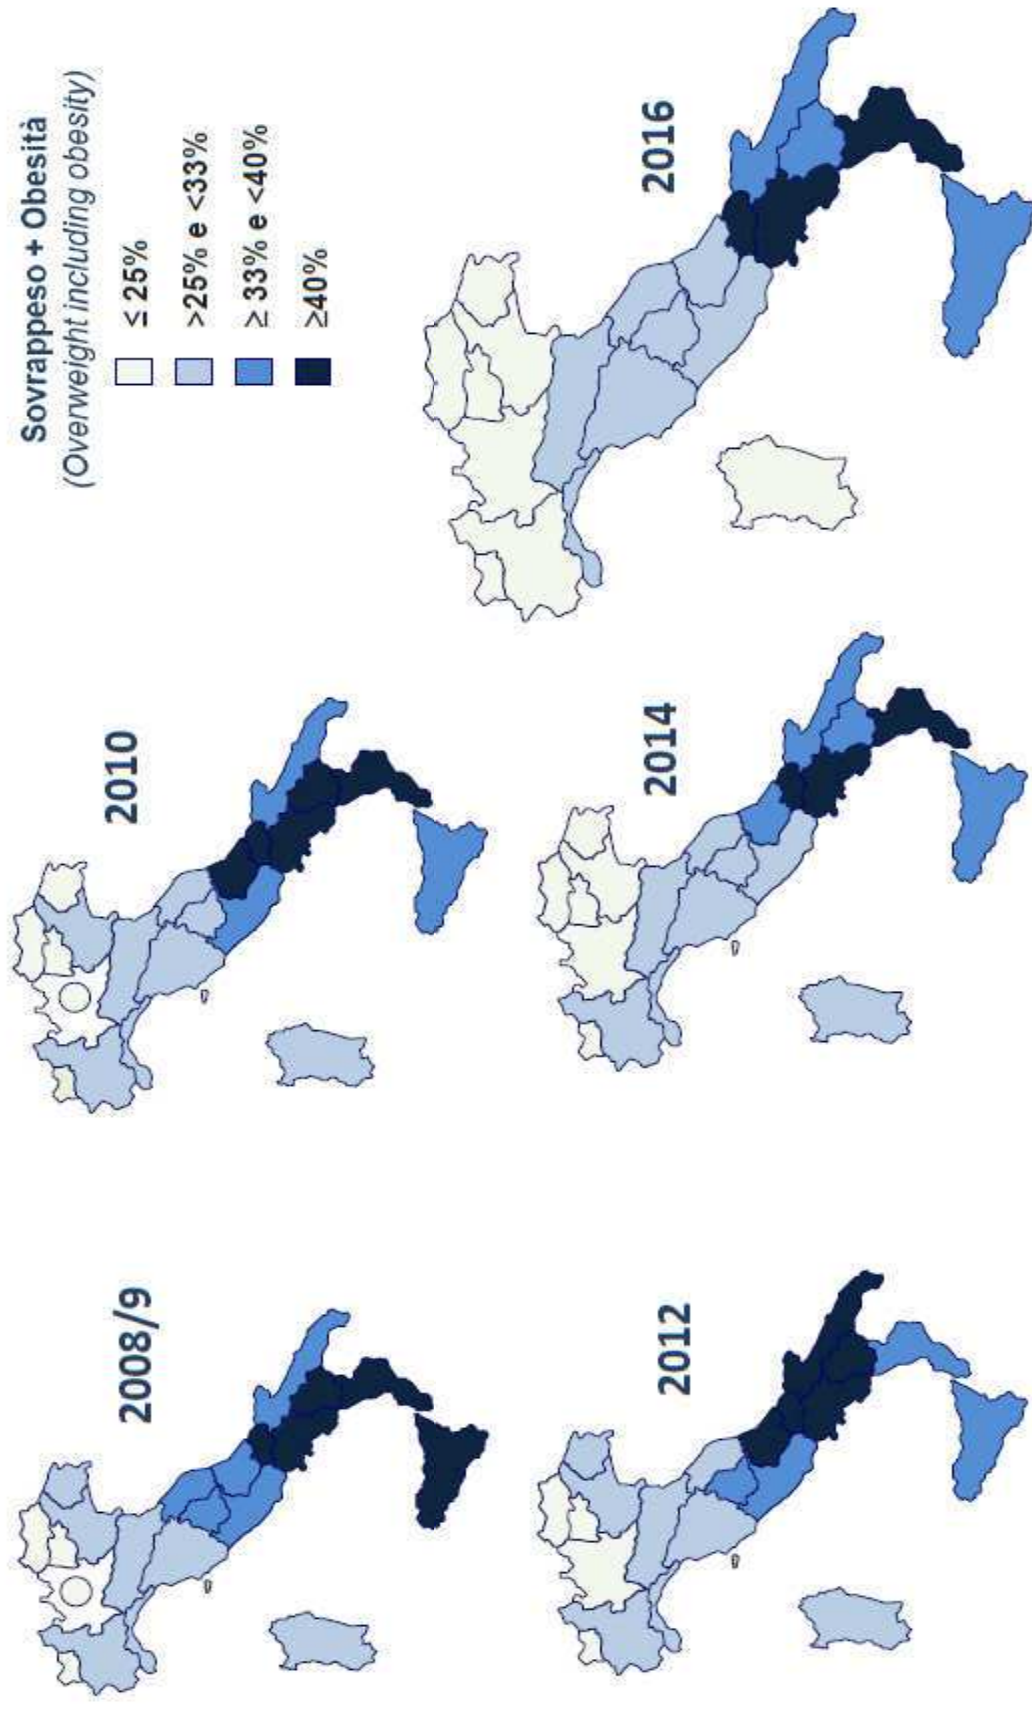 Sovrappeso + Obesità
(Overweight including obesity)
≤ 25%
>25% e <33%
≥ 33% e <40%
≥40%
2008/9
2010
2012
2014
2016